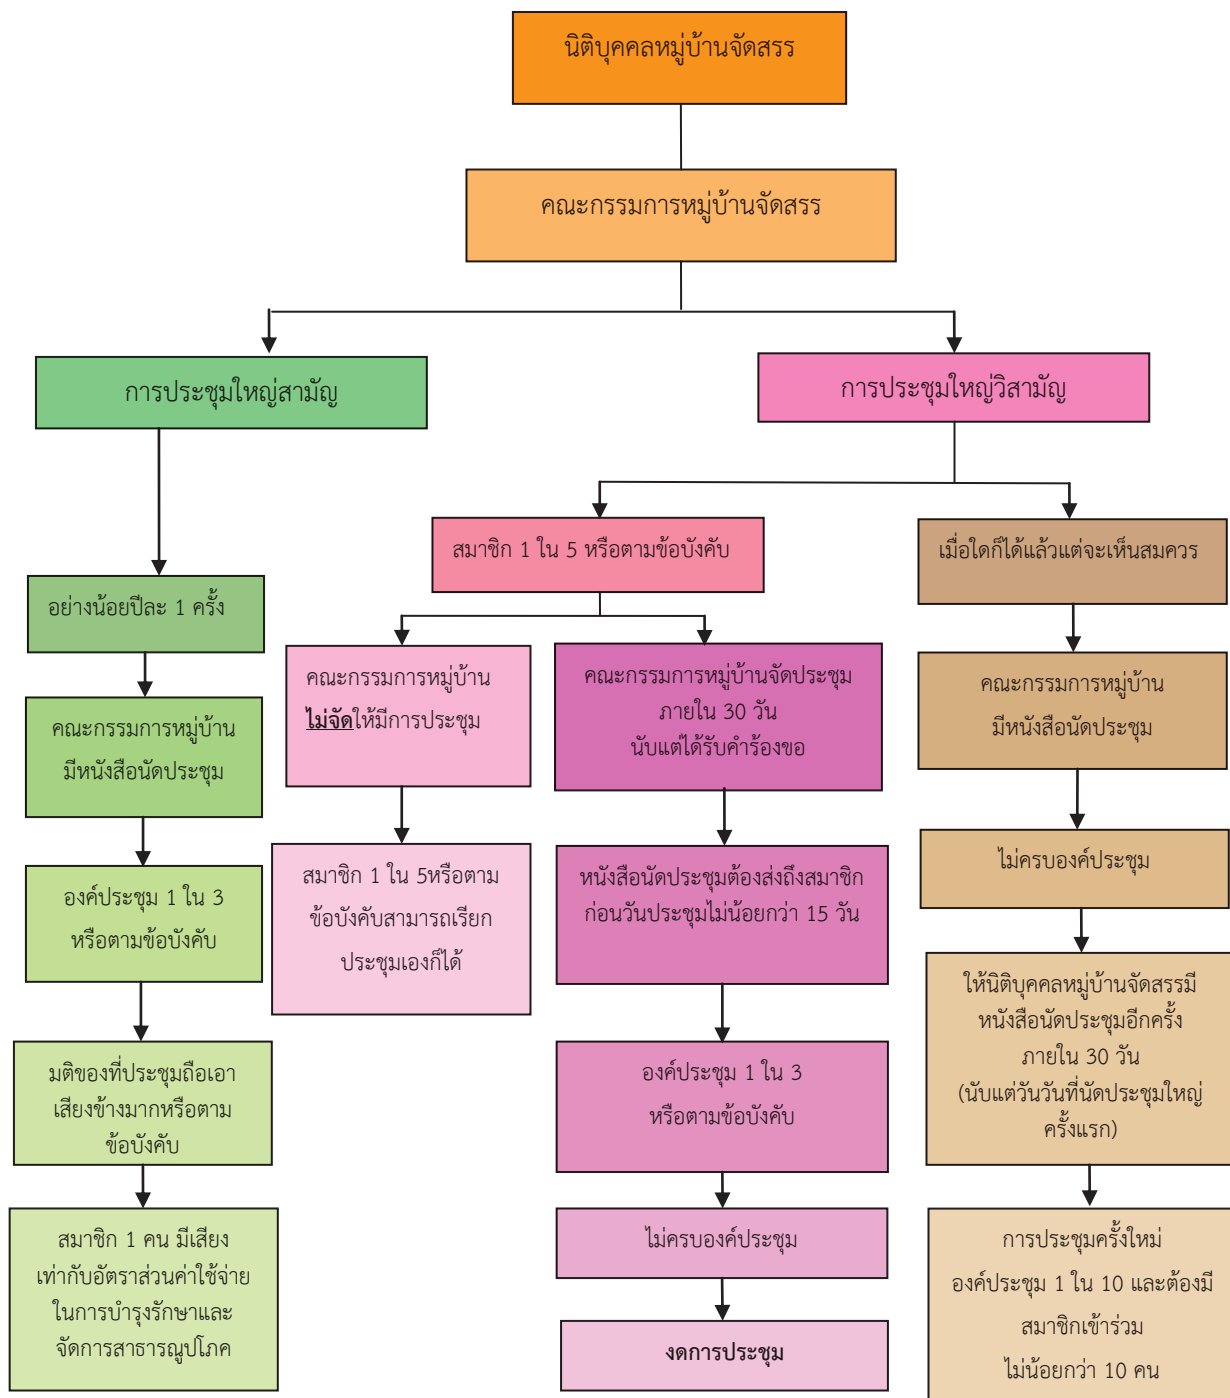 นิติบุคคลหมู่บ้านจัดสรร
คณะกรรมการหมู่บ้านจัดสรร
การประชุมใหญ่สามัญ
การประชุมใหญ่วิสามัญ
อย่างน้อยปีละ 1 ครั้ง
คณะกรรมการหมู่บ้าน
มีหนังสือนัดประชุม
องค์ประชุม 1 ใน 3
หรือตามข้อบังคับ
มติของที่ประชุมถือเอา
เสียงข้างมากหรือตาม
ข้อบังคับ
สมาชิก 1 คน มีเสียง
เท่ากับอัตราส่วนค่าใช้จ่าย
ในการบำรุงรักษาและ
จัดการสาธารณูปโภค
สมาชิก 1 ใน 5 หรือตามข้อบังคับ
คณะกรรมการหมู่บ้าน
ไม่จัดให้มีการประชุม
สมาชิก 1 ใน 5หรือตาม
ข้อบังคับสามารถเรียก
ประชุมเองก็ได้
คณะกรรมการหมู่บ้านจัดประชุม
ภายใน 30 วัน
นับแต่ได้รับคำร้องขอ
หนังสือนัดประชุมต้องส่งถึงสมาชิก
ก่อนวันประชุมไม่น้อยกว่า 15 วัน
องค์ประชุม 1 ใน 3
หรือตามข้อบังคับ
ไม่ครบองค์ประชุม
งดการประชุม
เมื่อใดก็ได้แล้วแต่จะเห็นสมควร
คณะกรรมการหมู่บ้าน
มีหนังสือนัดประชุม
ไม่ครบองค์ประชุม
ให้นิติบุคคลหมู่บ้านจัดสรรมี
หนังสือนัดประชุมอีกครั้ง
ภายใน 30 วัน
(นับแต่วันวันที่นัดประชุมใหญ่
ครั้งแรก)
การประชุมครั้งใหม่
องค์ประชุม 1 ใน 10 และต้องมี
สมาชิกเข้าร่วม
ไม่น้อยกว่า 10 คน